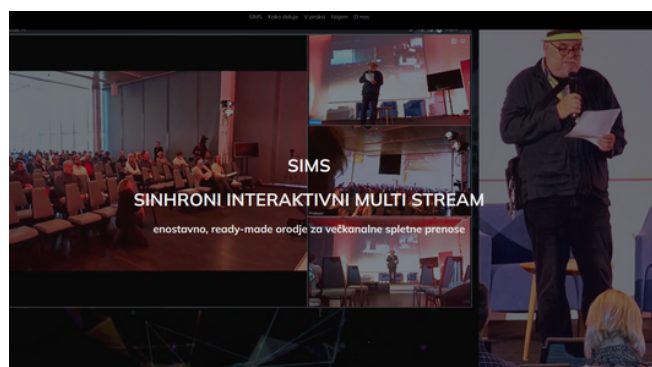 SIMS Kako deluje V praksi Najem O nas
SIMS
SINHRONI INTERAKTIVNI MULTI STREAM
enostavno, ready-made orodje za večkanalne spletne prenose